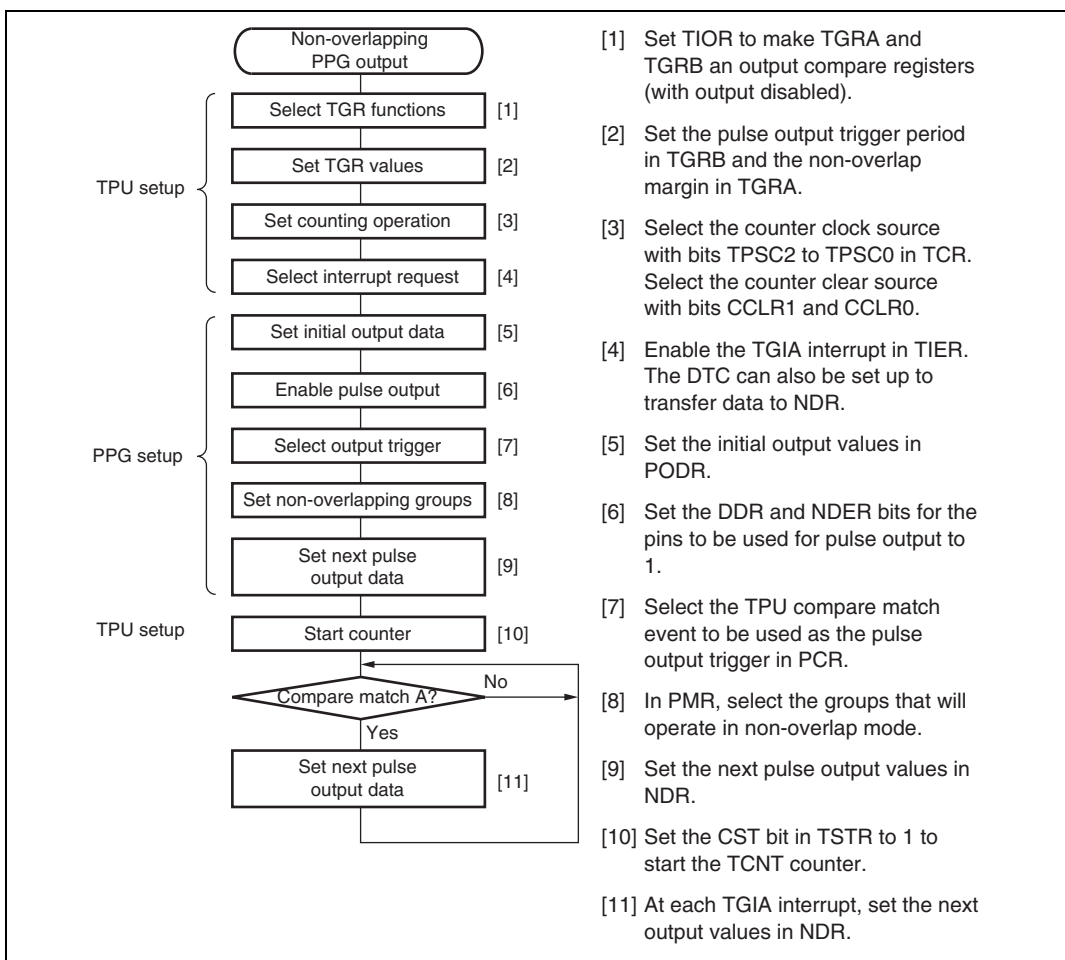 Non-overlapping
PPG output
Select TGR functions [1]
Set TGR values [2]
TPU setup
Set counting operation [3]
Select interrupt request [4]
Set initial output data [5]
Enable pulse output [6]
Select output trigger [7]
PPG setup
Set non-overlapping groups [8]
Set next pulse
output data [9]
TPU setup
Start counter [10]
Compare match A?
No
Yes
Set next pulse
output data [11]
[1] Set TIOR to make TGRA and
TGRB an output compare registers
(with output disabled).
[2] Set the pulse output trigger period
in TGRB and the non-overlap
margin in TGRA.
[3] Select the counter clock source
with bits TPSC2 to TPSC0 in TCR.
Select the counter clear source
with bits CCLR1 and CCLR0.
[4] Enable the TGIA interrupt in TIER.
The DTC can also be set up to
transfer data to NDR.
[5] Set the initial output values in
PODR.
[6] Set the DDR and NDER bits for the
pins to be used for pulse output to
1.
[7] Select the TPU compare match
event to be used as the pulse
output trigger in PCR.
[8] In PMR, select the groups that will
operate in non-overlap mode.
[9] Set the next pulse output values in
NDR.
[10] Set the CST bit in TSTR to 1 to
start the TCNT counter.
[11] At each TGIA interrupt, set the next
output values in NDR.